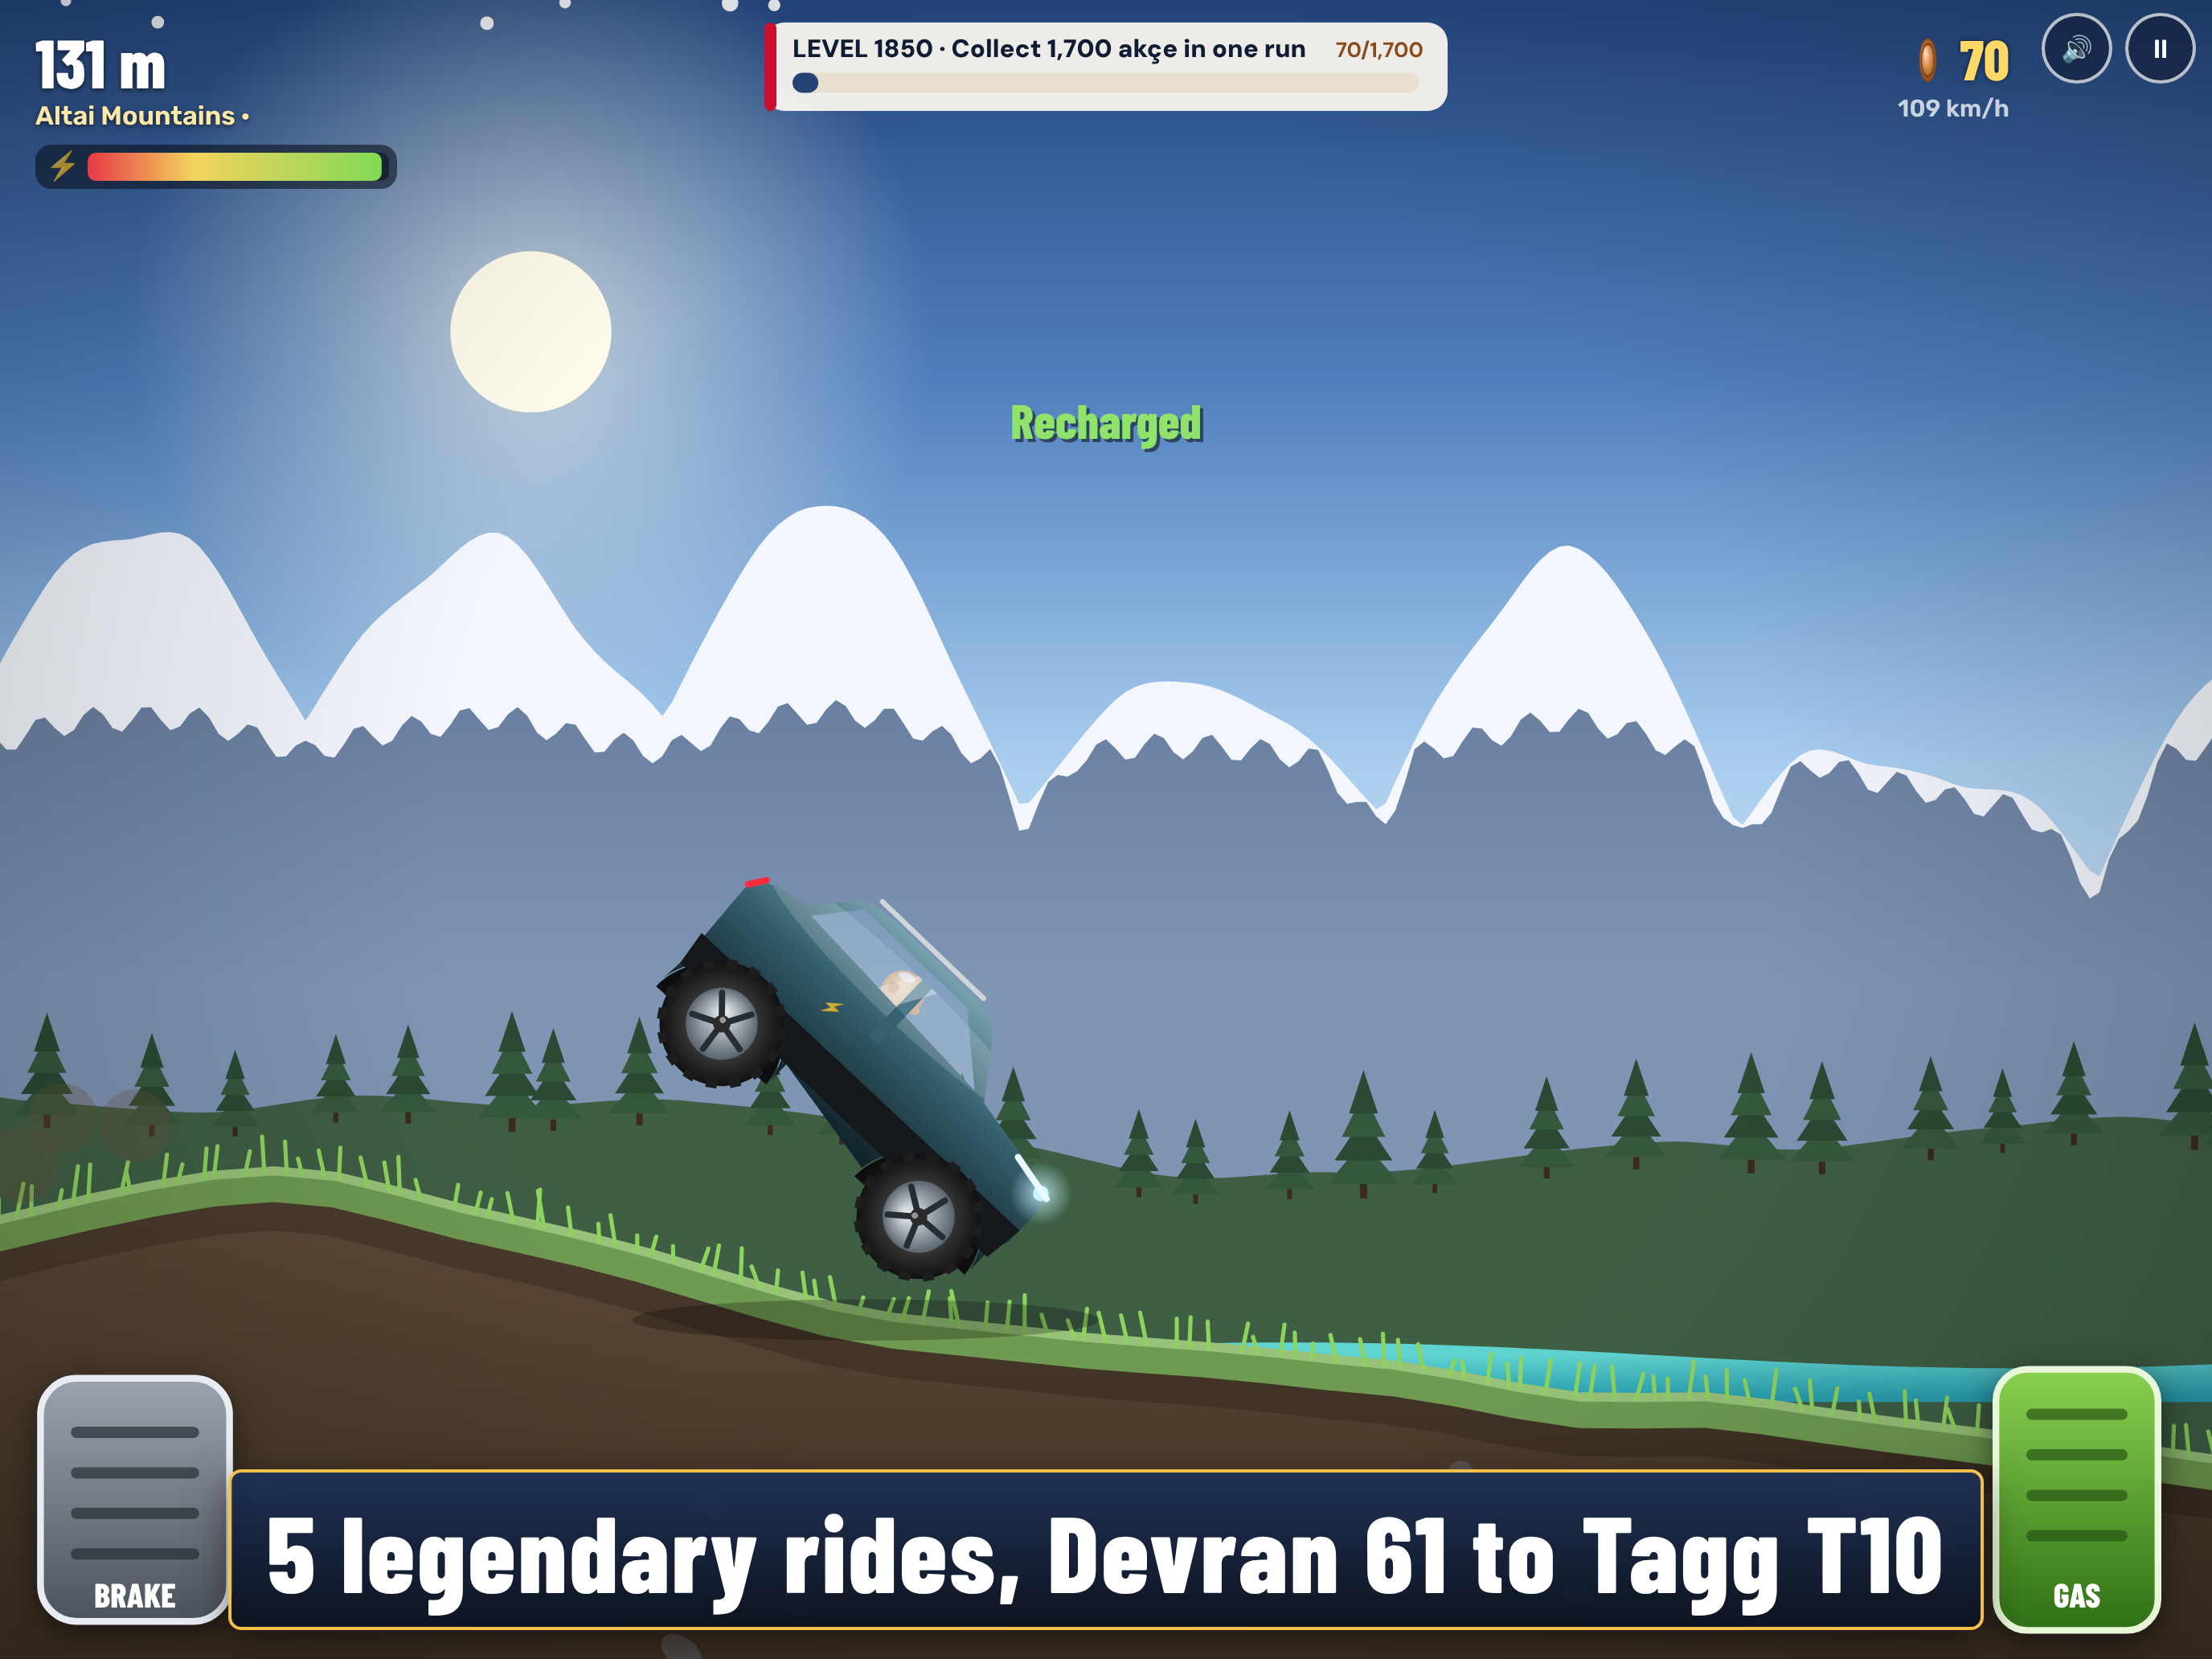 131 m
Altai Mountains •
LEVEL 1850 · Collect 1,700 akçe in one run 70/1,700
70
109 km/h
Recharged
BRAKE
5 legendary rides, Devran 61 to Tagg T10
GAS